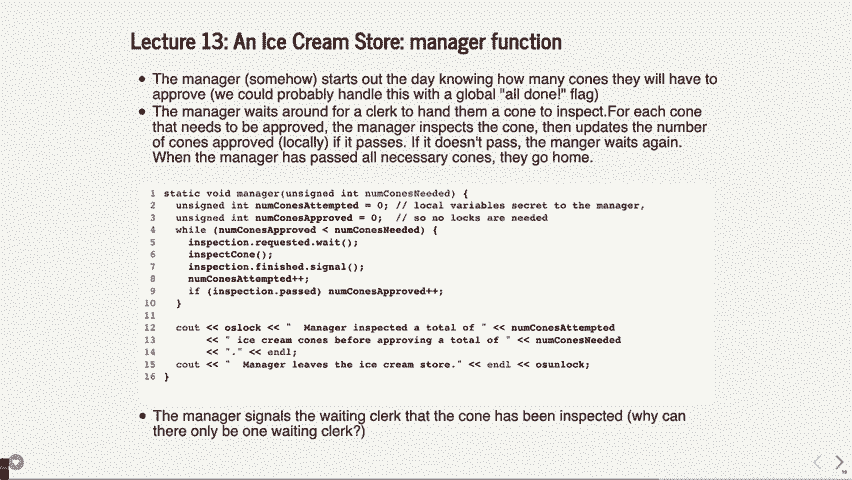 Lecture 13: An Ice Cream Store: manager function
• The manager (somehow) starts out the day knowing how many cones they will have to
approve (we could probably handle this with a global "all done!" flag)
• The manager waits around for a clerk to hand them a cone to inspect.For each cone
that needs to be approved, the manager inspects the cone, then updates the number
of cones approved (locally) if it passes. If it doesn't pass, the manger waits again.
When the manager has passed all necessary cones, they go home.
1 static void manager(unsigned int numConesNeeded) {
2 unsigned int numConesAttempted = 0; // local variables secret to the manager,
3 unsigned int numConesApproved = 0; // so no locks are needed
4 while (numConesApproved < numConesNeeded) {
5 inspection.requested.wait();
6 inspectCone();
7 inspection.finished.signal();
8 numConesAttempted++;
9 if (inspection.passed) numConesApproved++;
10 }
11
12 cout << oslock << " Manager inspected a total of " << numConesAttempted
13 << " ice cream cones before approving a total of " << numConesNeeded
14 << "." << endl;
15 cout << " Manager leaves the ice cream store." << endl << osunlock;
16 }
• The manager signals the waiting clerk that the cone has been inspected (why can
there only be one waiting clerk?)